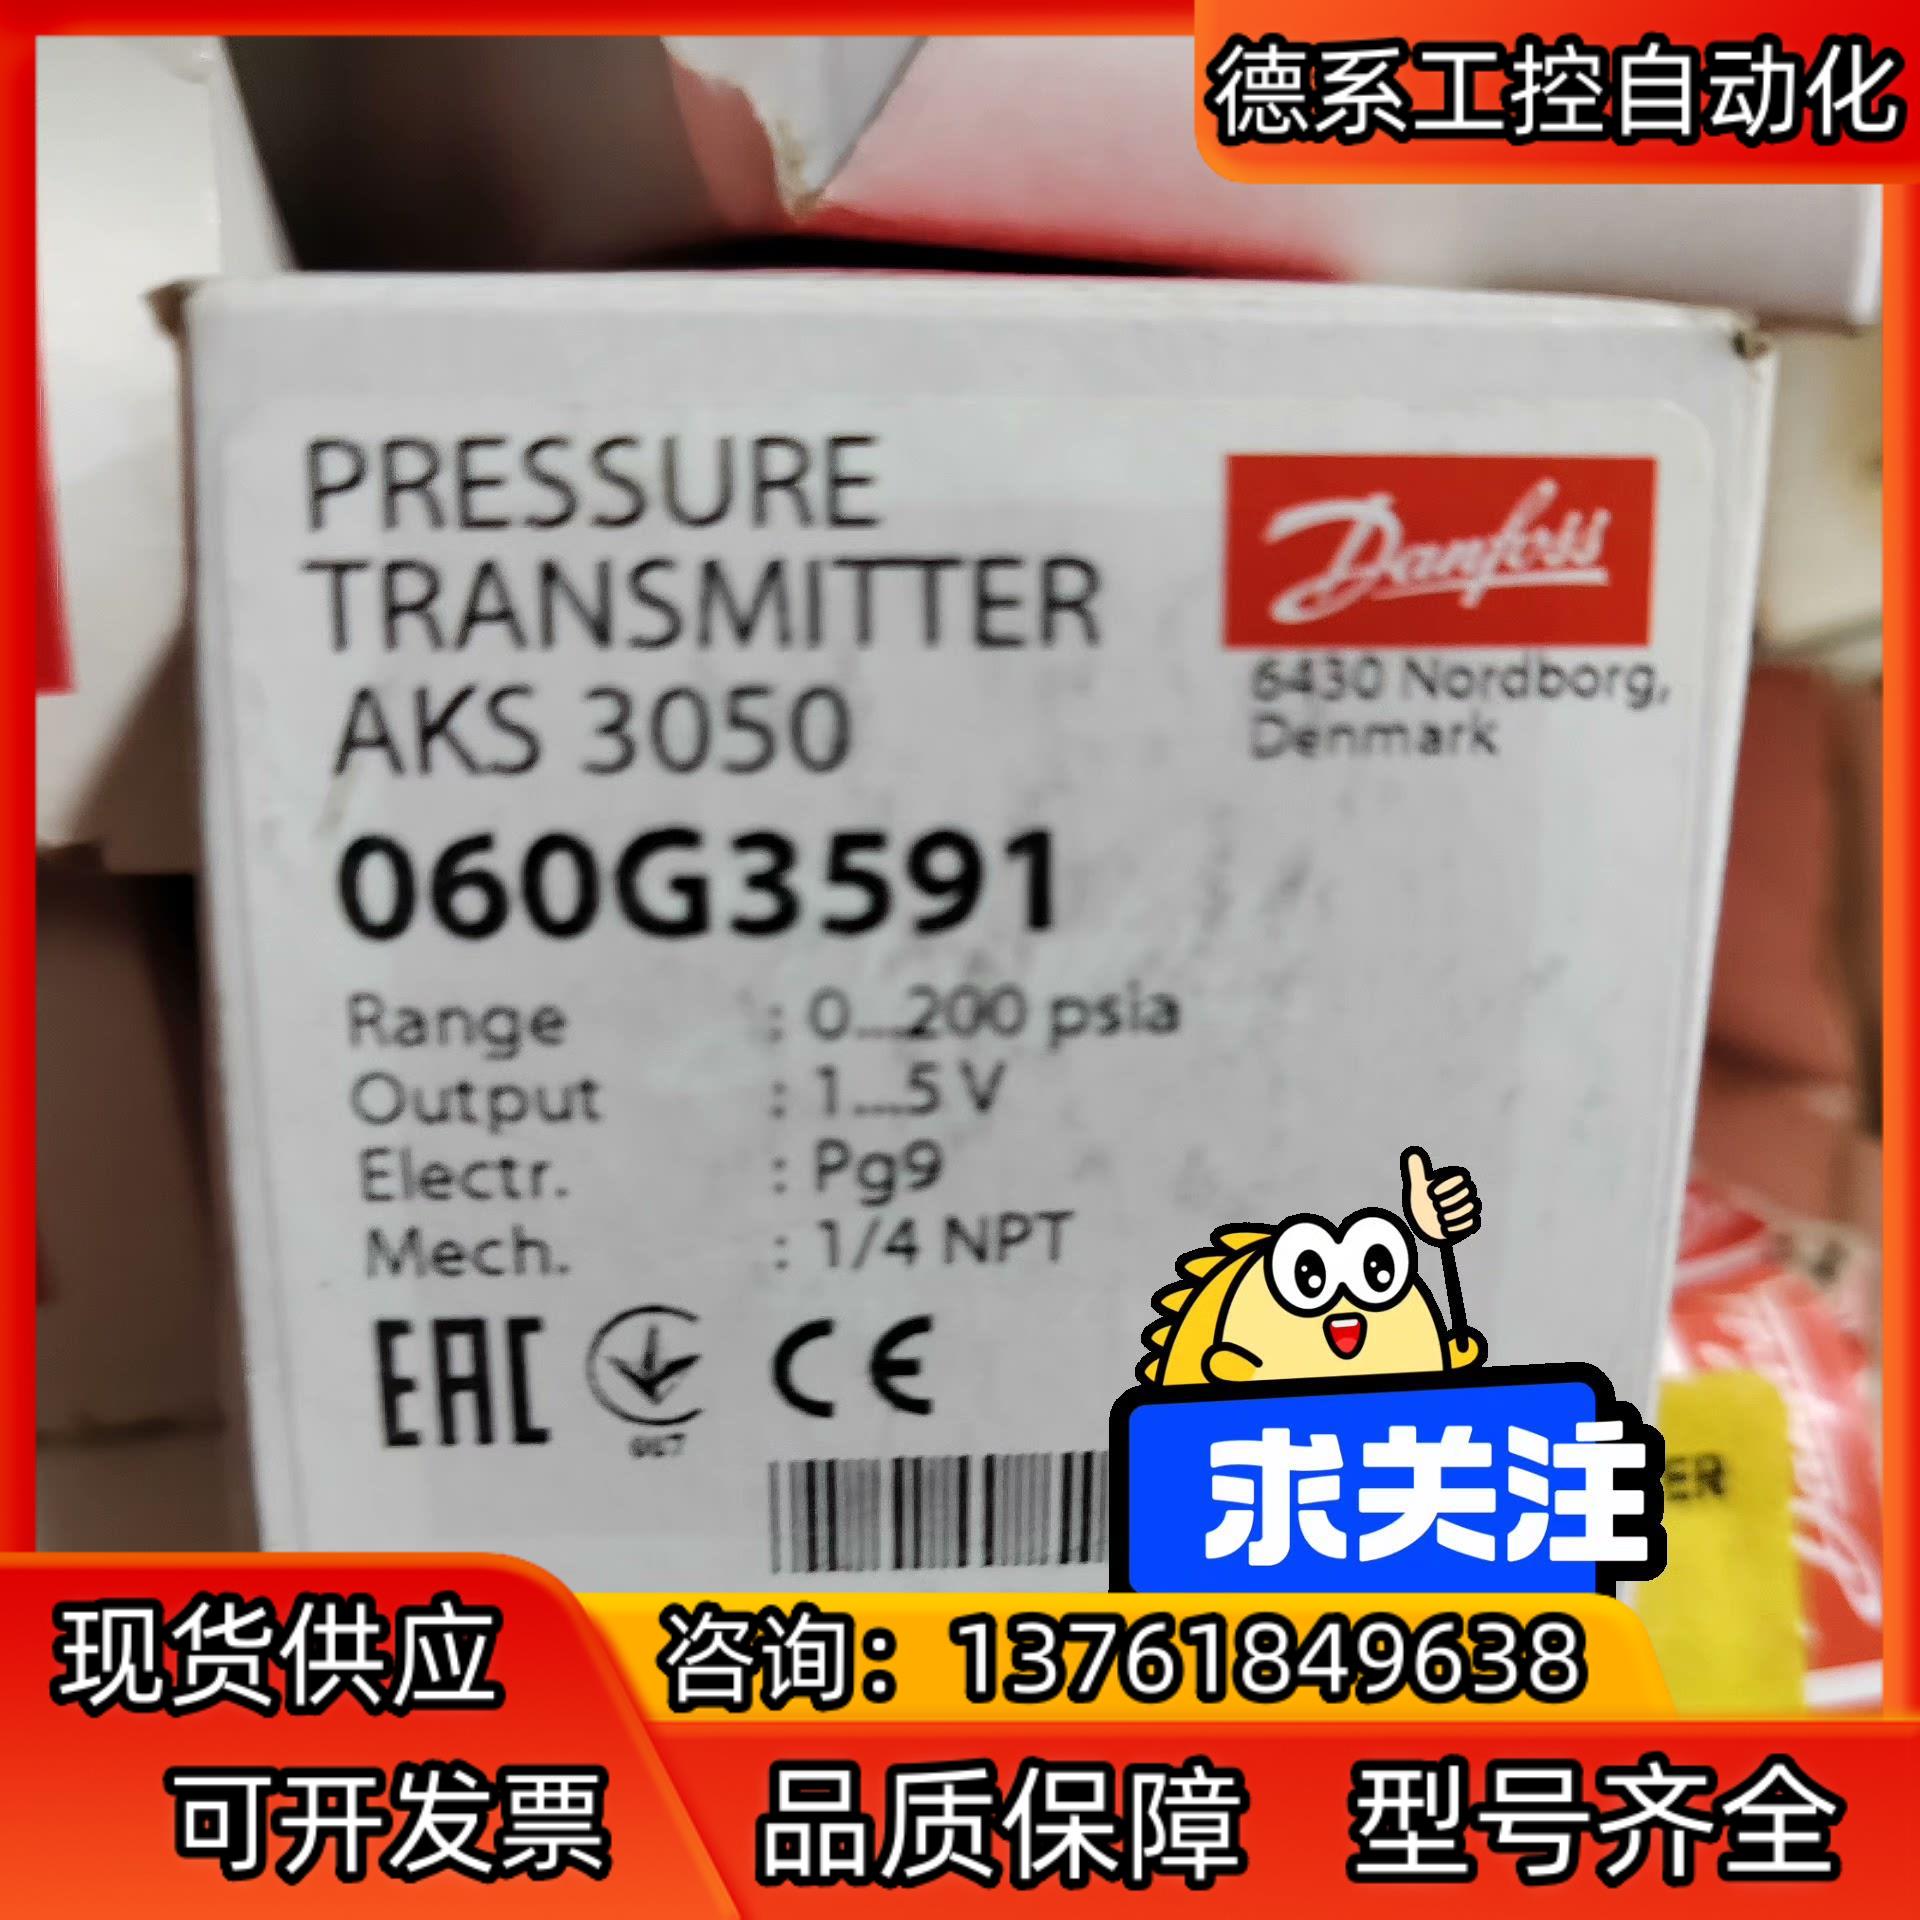 德系工控自动化
PRESSURE
TRANSMITTER
AKS 3050
Danfoss
6430 Nordborg,
Denmark
060G3591
Range : 0...200 psia
Output : 1...5 V
Electr. : Pg9
Mech. : 1/4 NPT
EAC
CE
求关注
ER
现货供应
咨询：13761849638
可开发票
品质保障 型号齐全